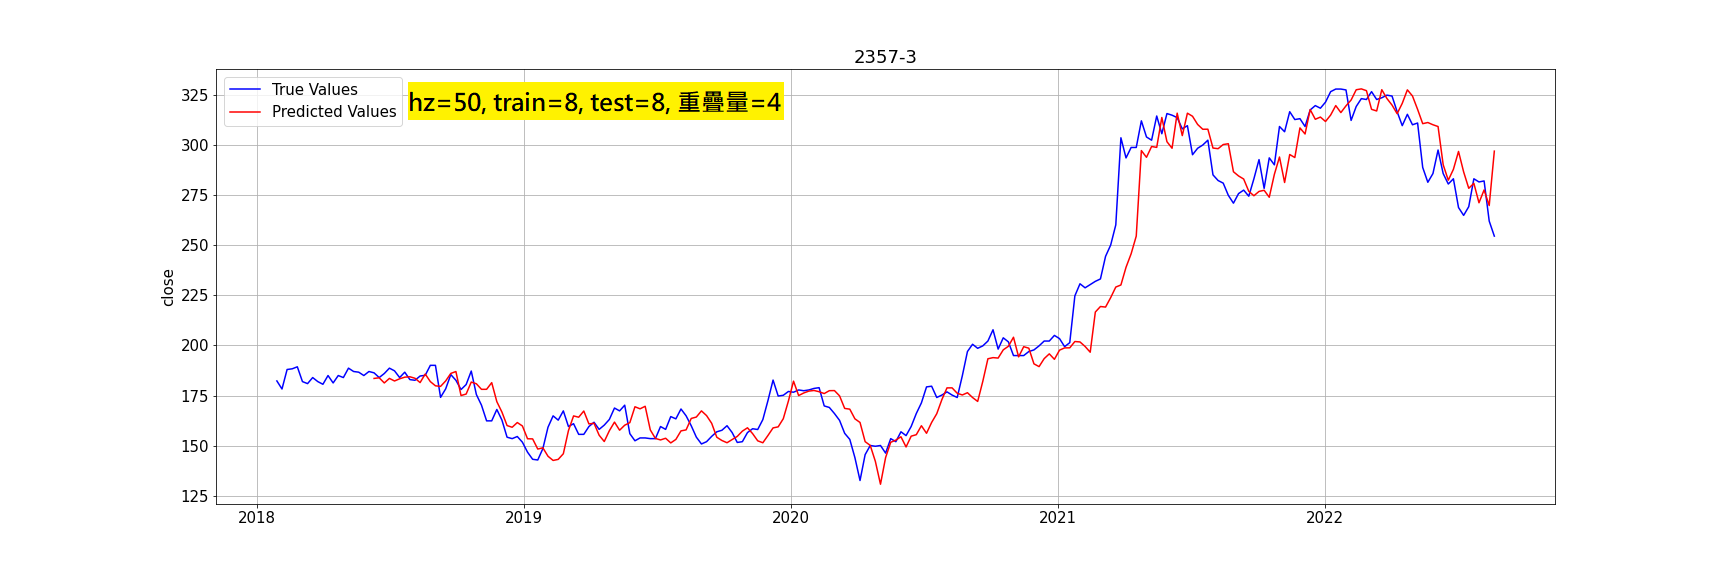 2357-3
True Values
Predicted Values
hz=50, train=8, test=8, 重疊量=4
close
325
300
275
250
225
200
175
150
125
2018 2019 2020 2021 2022